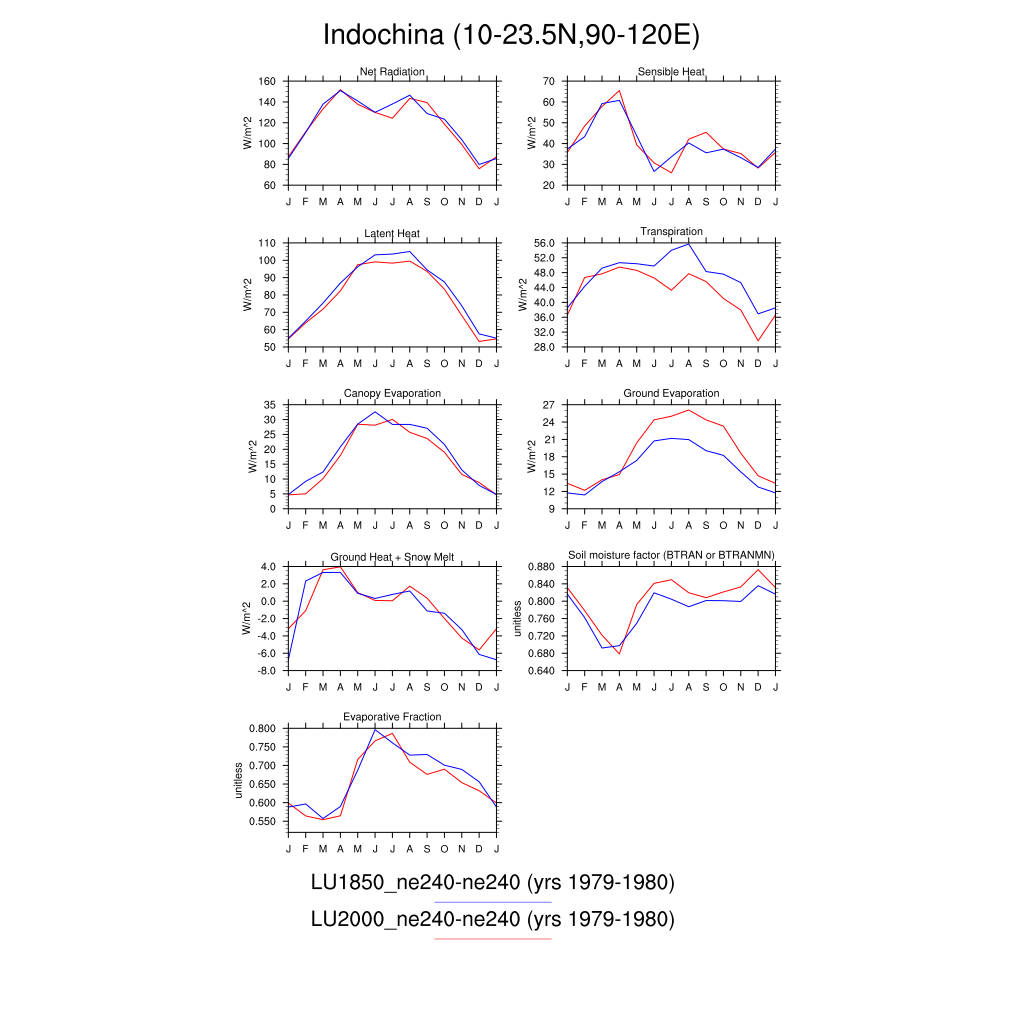 Indochina (10-23.5N,90-120E)
Net Radiation
W/m^2
160
140
120
100
80
60
J F M A M J J A S O N D J
Sensible Heat
W/m^2
70
60
50
40
30
20
J F M A M J J A S O N D J
Latent Heat
W/m^2
110
100
90
80
70
60
50
J F M A M J J A S O N D J
Transpiration
W/m^2
56.0
52.0
48.0
44.0
40.0
36.0
32.0
28.0
J F M A M J J A S O N D J
Canopy Evaporation
W/m^2
35
30
25
20
15
10
5
0
J F M A M J J A S O N D J
Ground Evaporation
W/m^2
27
24
21
18
15
12
9
J F M A M J J A S O N D J
Ground Heat + Snow Melt
W/m^2
4.0
2.0
0.0
-2.0
-4.0
-6.0
-8.0
J F M A M J J A S O N D J
Soil moisture factor (BTRAN or BTRANMN)
unitless
0.880
0.840
0.800
0.760
0.720
0.680
0.640
J F M A M J J A S O N D J
Evaporative Fraction
unitless
0.800
0.750
0.700
0.650
0.600
0.550
J F M A M J J A S O N D J
LU1850_ne240-ne240 (yrs 1979-1980)
LU2000_ne240-ne240 (yrs 1979-1980)